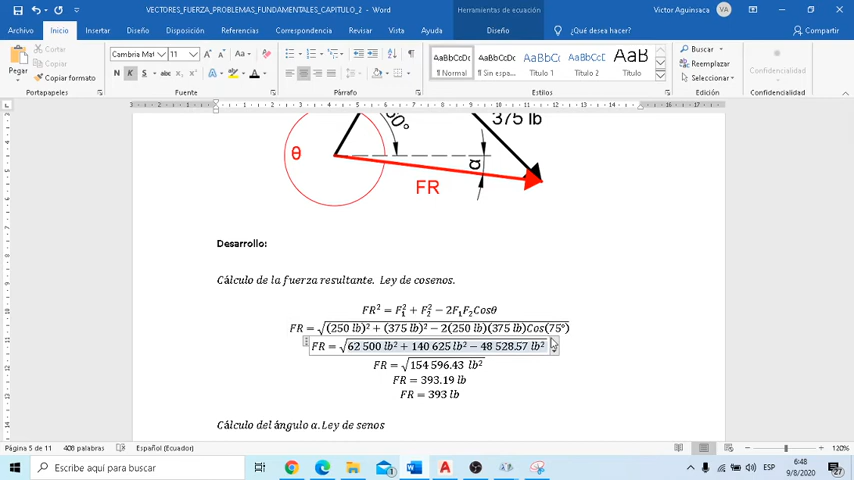 VECTORES_FUERZA_PROBLEMAS_FUNDAMENTALES_CAPITULO_2 - Word
Herramientas de ecuación
Victor Aguinsaca
VA
Archivo Inicio Insertar Diseño Disposición Referencias Correspondencia Revisar Vista Ayuda Diseño ¿Qué desea hacer? Compartir
Pegar
Cortar
Copiar
Copiar formato
Portapapeles
Cambria Mat 11
N K S abc x₂ x²
Fuente
Párrafo
AaBbCcDc AaBbCcDc AaBbC AaBbCcC AaB
¶ Normal ¶ Sin espa... Título 1 Título 2 Título
Estilos
Buscar
Reemplazar
Seleccionar
Edición
Confidencialidad
Confidencialidad
375 lb
θ
α
FR
Desarrollo:
Cálculo de la fuerza resultante. Ley de cosenos.
FR² = F₁² + F₂² − 2F₁F₂Cosθ
FR = √(250 lb)² + (375 lb)² − 2(250 lb)(375 lb)Cos(75°)
FR = √62 500 lb² + 140 625 lb² − 48 528.57 lb²
FR = √154 596.43 lb²
FR = 393.19 lb
FR = 393 lb
Cálculo del ángulo α. Ley de senos
Página 5 de 11 408 palabras Español (Ecuador) 120%
Escribe aquí para buscar
ESP
6:48
9/8/2020
27